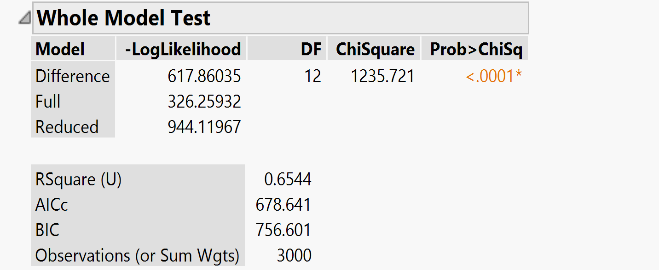 Whole Model Test
Model -LogLikelihood DF ChiSquare Prob>ChiSq
Difference 617.86035 12 1235.721 <.0001*
Full 326.25932
Reduced 944.11967
RSquare (U) 0.6544
AICc 678.641
BIC 756.601
Observations (or Sum Wgts) 3000